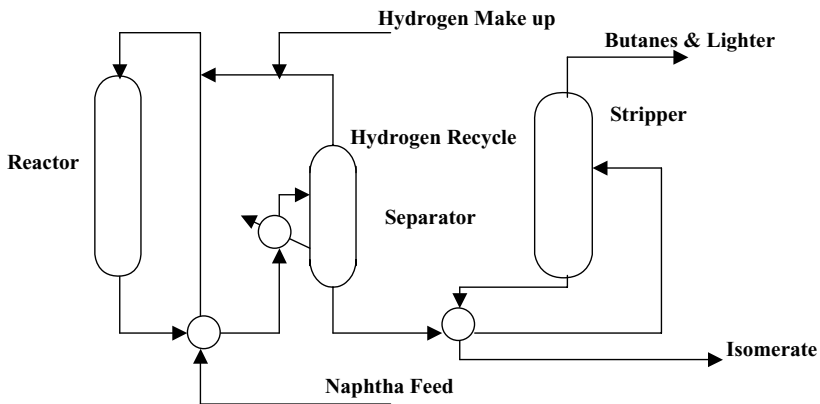 Hydrogen Make up
Butanes & Lighter
Stripper
Hydrogen Recycle
Reactor
Separator
Isomerate
Naphtha Feed